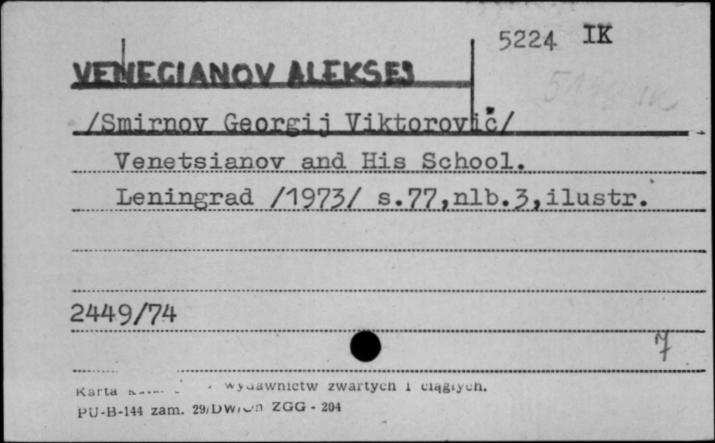 5224 IK
VENECIANOV ALEKSEJ
/Smirnov Georgij Viktorovič/
Venetsianov and His School.
Leningrad /1973/ s.77,nlb.3,ilustr.
2449/74
7
Karta wydawnictw zwartych i ciągłych.
PU-B-144 zam. 29/DW/ ZGG - 204